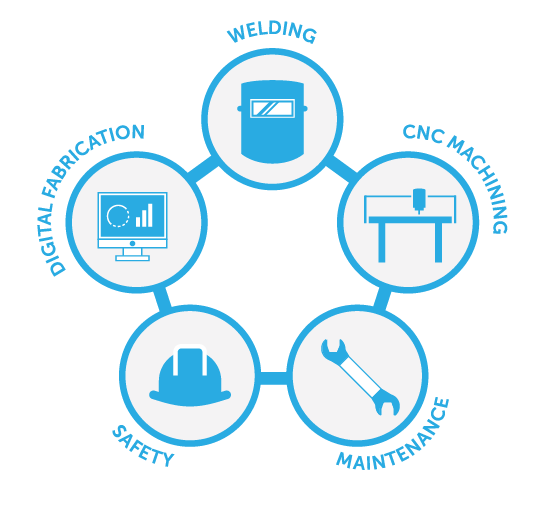 WELDING
CNC MACHINING
MAINTENANCE
SAFETY
DIGITAL FABRICATION